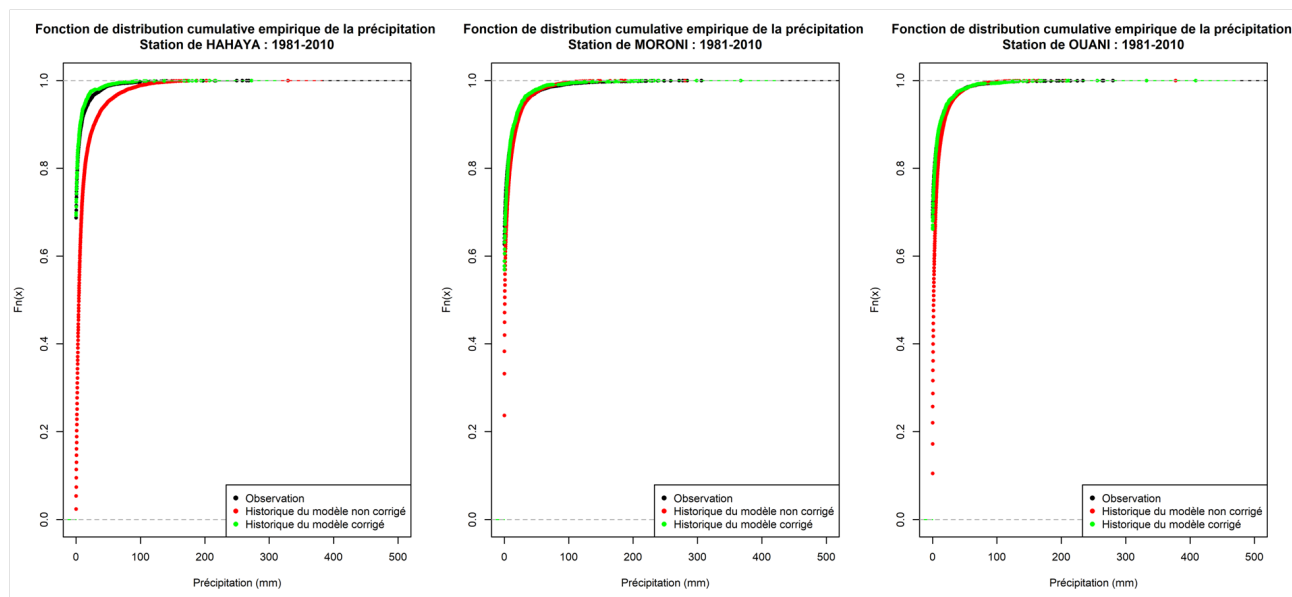 Fonction de distribution cumulative empirique de la précipitation
Station de HAHAYA : 1981-2010
Fn(x)
1.0
0.8
0.6
0.4
0.2
0.0
Observation
Historique du modèle non corrigé
Historique du modèle corrigé
0 100 200 300 400 500
Précipitation (mm)
Fonction de distribution cumulative empirique de la précipitation
Station de MORONI : 1981-2010
Fn(x)
1.0
0.8
0.6
0.4
0.2
0.0
Observation
Historique du modèle non corrigé
Historique du modèle corrigé
0 100 200 300 400 500
Précipitation (mm)
Fonction de distribution cumulative empirique de la précipitation
Station de OUANI : 1981-2010
Fn(x)
1.0
0.8
0.6
0.4
0.2
0.0
Observation
Historique du modèle non corrigé
Historique du modèle corrigé
0 100 200 300 400 500
Précipitation (mm)